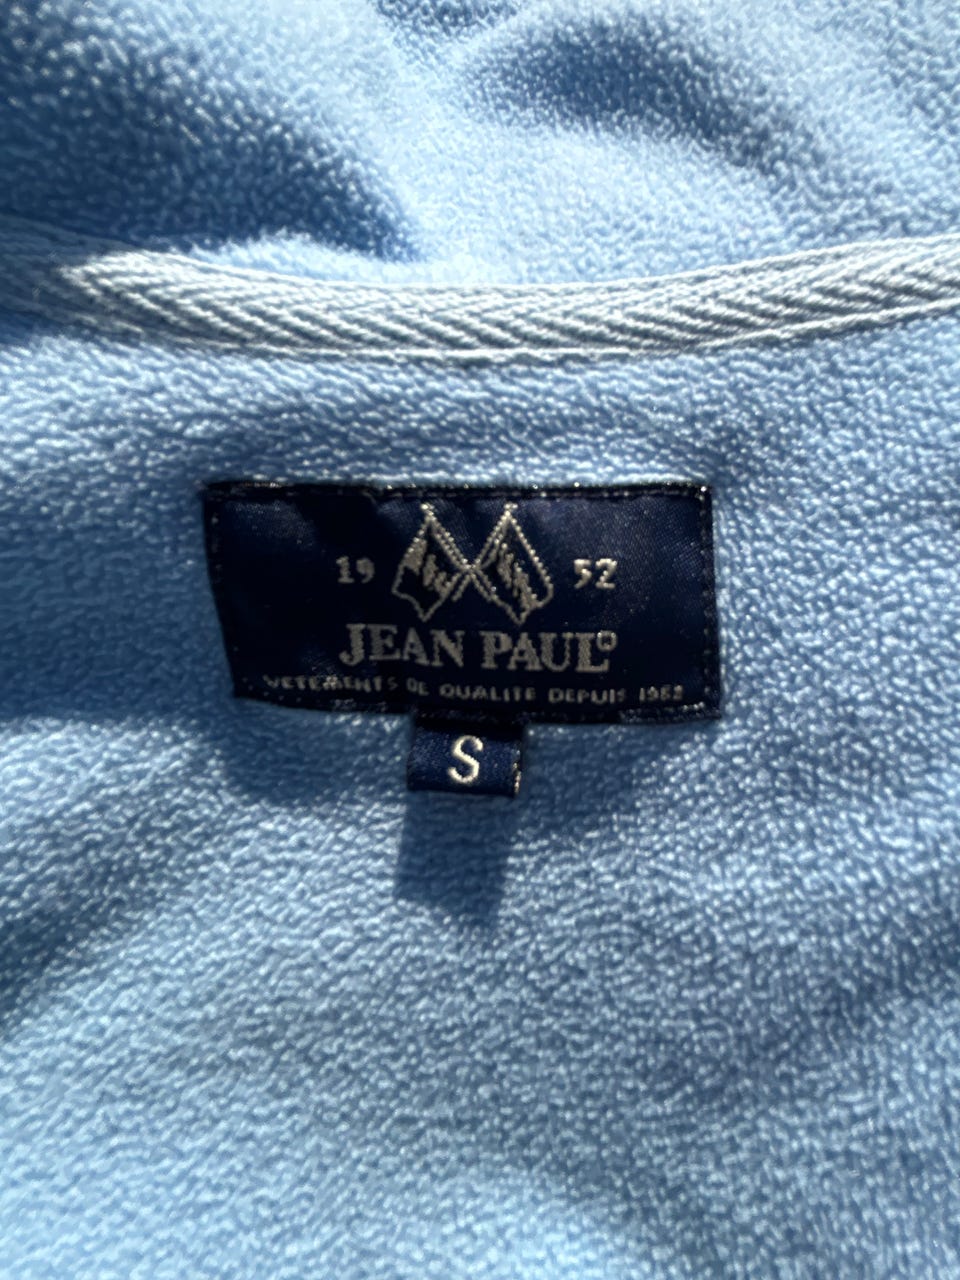 19 52
JEAN PAUL
VETEMENTS DE QUALITE DEPUIS 1952
S